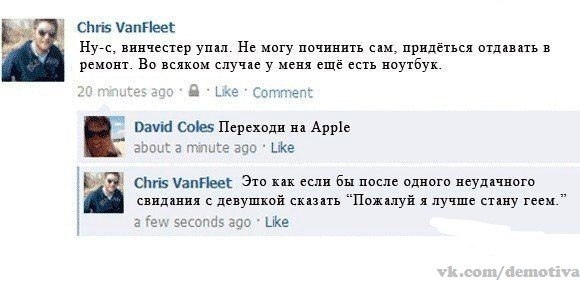 Chris VanFleet
Ну-с, винчестер упал. Не могу починить сам, придёться отдавать в
ремонт. Во всяком случае у меня ещё есть ноутбук.
20 minutes ago · Like · Comment
David Coles Переходи на Apple
about a minute ago · Like
Chris VanFleet Это как если бы после одного неудачного
свидания с девушкой сказать “Пожалуй я лучше стану геем.”
a few seconds ago · Like
vk.com/demotiva